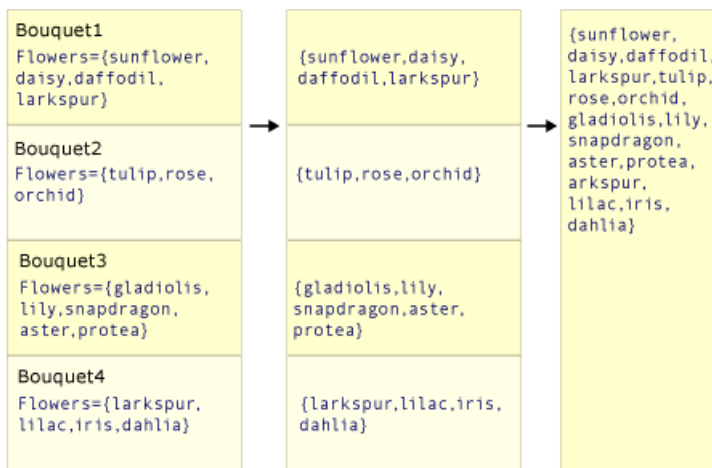 Bouquet1
Flowers={sunflower,
daisy,daffodil,
larkspur}
Bouquet2
Flowers={tulip,rose,
orchid}
Bouquet3
Flowers={gladiolis,
lily,snapdragon,
aster,protea}
Bouquet4
Flowers={larkspur,
lilac,iris,dahlia}
{sunflower,daisy,
daffodil,larkspur}
{tulip,rose,orchid}
{gladiolis,lily,
snapdragon,aster,
protea}
{larkspur,lilac,iris,
dahlia}
{sunflower,
daisy,daffodil,
larkspur,tulip,
rose,orchid,
gladiolis,lily,
snapdragon,
aster,protea,
arkspur,
lilac,iris,
dahlia}